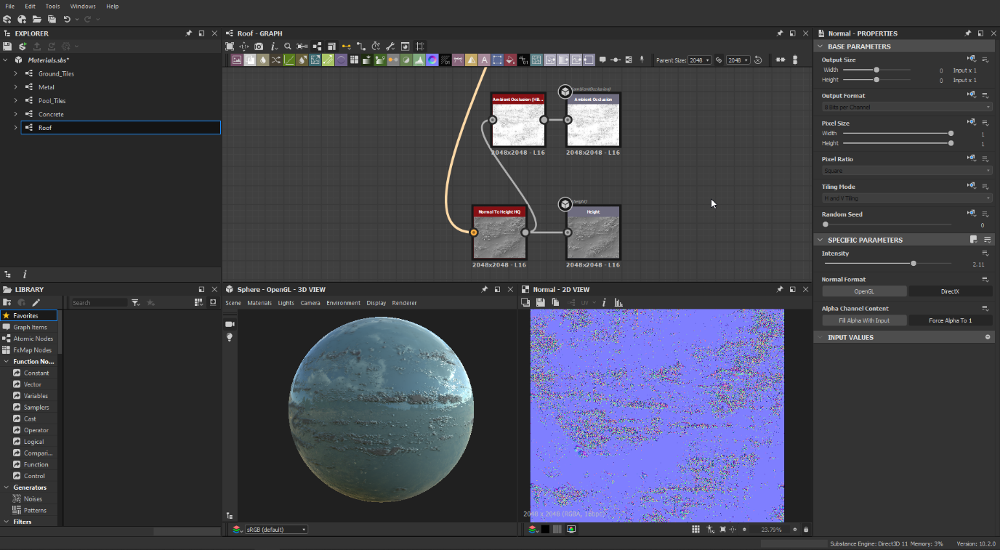 File Edit Tools Windows Help
EXPLORER
Materials.sbs*
Ground_Tiles
Metal
Pool_Tiles
Concrete
Roof
Roof - GRAPH
Parent Size: 2048 2048
Ambient Occlusion (HB...
2048x2048 - L16
(ambientOcclusion)
Ambient Occlusion
2048x2048 - L16
Normal To Height HQ
2048x2048 - L16
(height)
Height
2048x2048 - L16
Normal - PROPERTIES
BASE PARAMETERS
Output Size
Width 0 Input x 1
Height 0 Input x 1
Output Format
8 Bits per Channel
Pixel Size
Width 1
Height 1
Pixel Ratio
Square
Tiling Mode
H and V Tiling
Random Seed
0
SPECIFIC PARAMETERS
Intensity
2.11
Normal Format
OpenGL DirectX
Alpha Channel Content
Fill Alpha With Input Force Alpha To 1
INPUT VALUES
LIBRARY
Search
Favorites
Graph Items
Atomic Nodes
FxMap Nodes
Function No...
Constant
Vector
Variables
Samplers
Cast
Operator
Logical
Compari...
Function
Control
Generators
Noises
Patterns
Filters
Sphere - OpenGL - 3D VIEW
Scene Materials Lights Camera Environment Display Renderer
sRGB (default)
Normal - 2D VIEW
UV
2048 x 2048 (RGBA, 16bpc)
23.79%
Substance Engine: Direct3D 11 Memory: 3% Version: 10.2.0